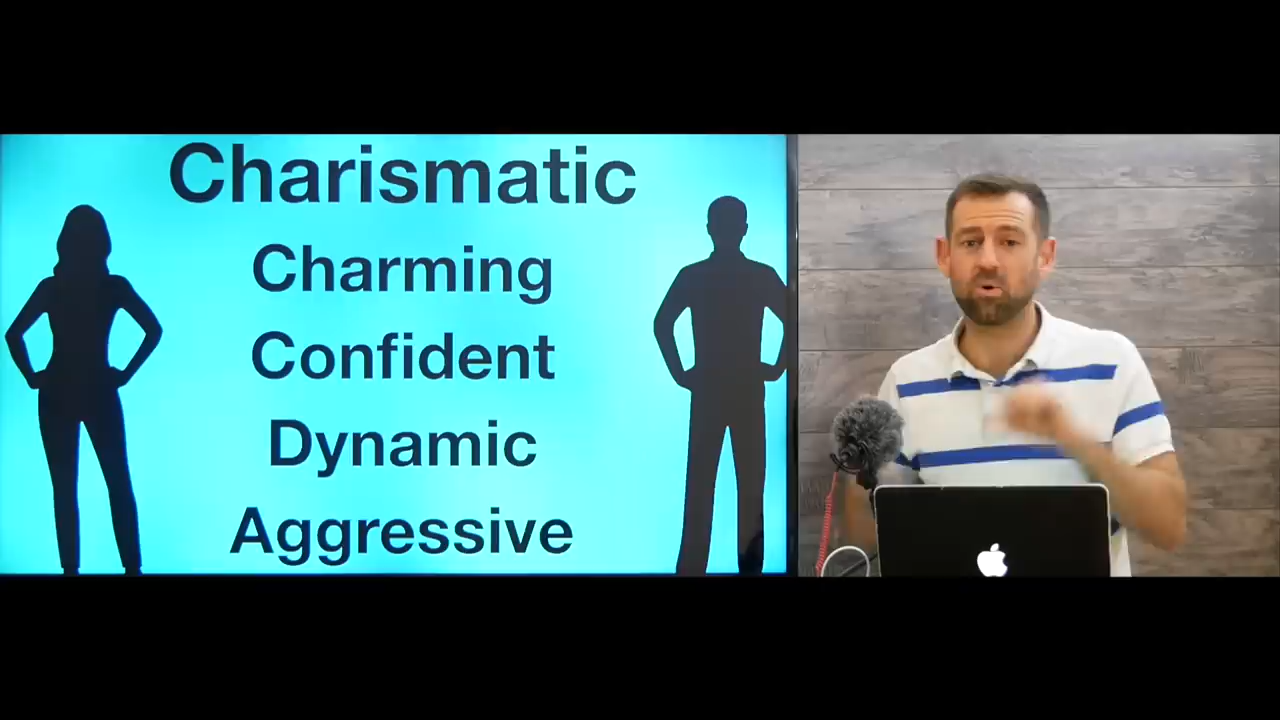 Charismatic
Charming
Confident
Dynamic
Aggressive